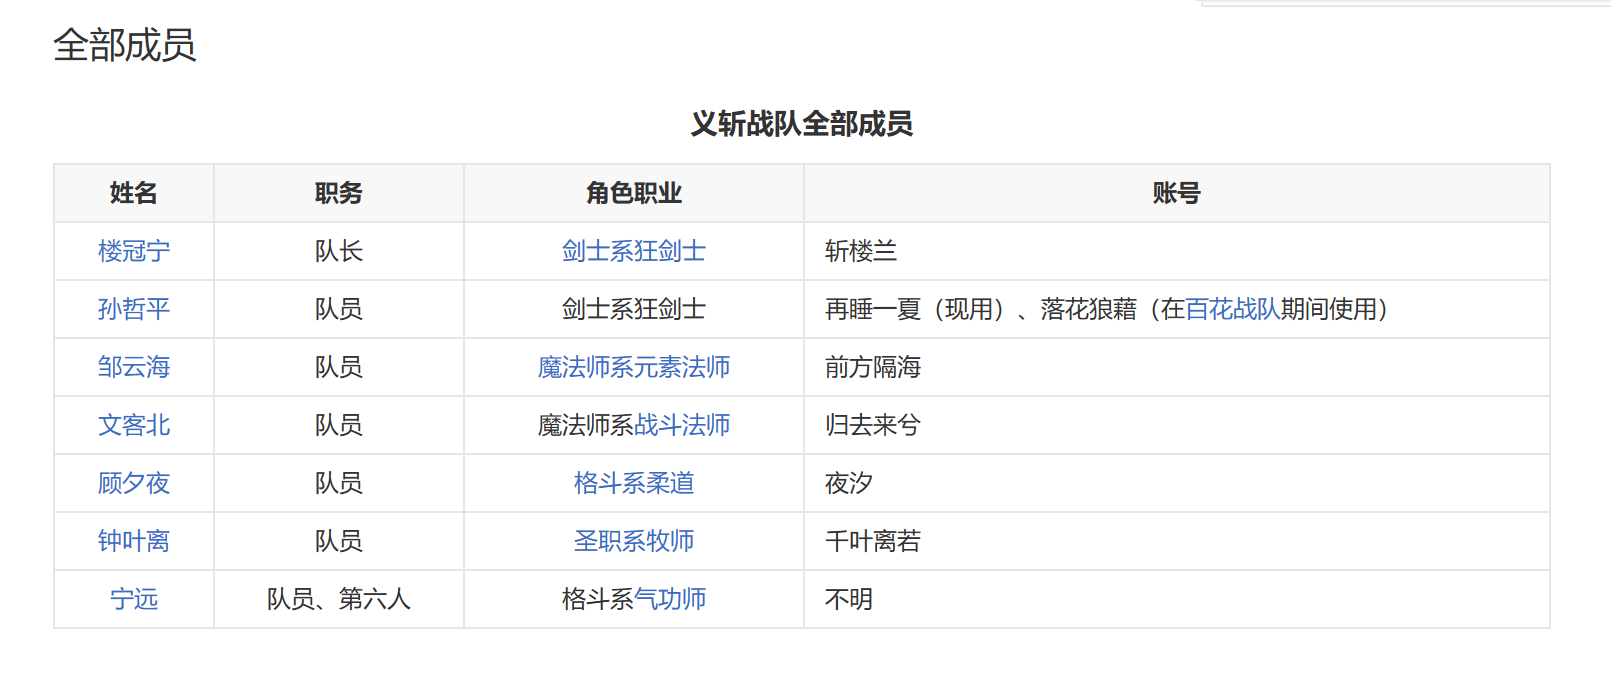 全部成员
义斩战队全部成员
姓名 职务 角色职业 账号
楼冠宁 队长 剑士系狂剑士 斩楼兰
孙哲平 队员 剑士系狂剑士 再睡一夏（现用）、落花狼藉（在百花战队期间使用）
邹云海 队员 魔法师系元素法师 前方隔海
文客北 队员 魔法师系战斗法师 归去来兮
顾夕夜 队员 格斗系柔道 夜汐
钟叶离 队员 圣职系牧师 千叶离若
宁远 队员、第六人 格斗系气功师 不明